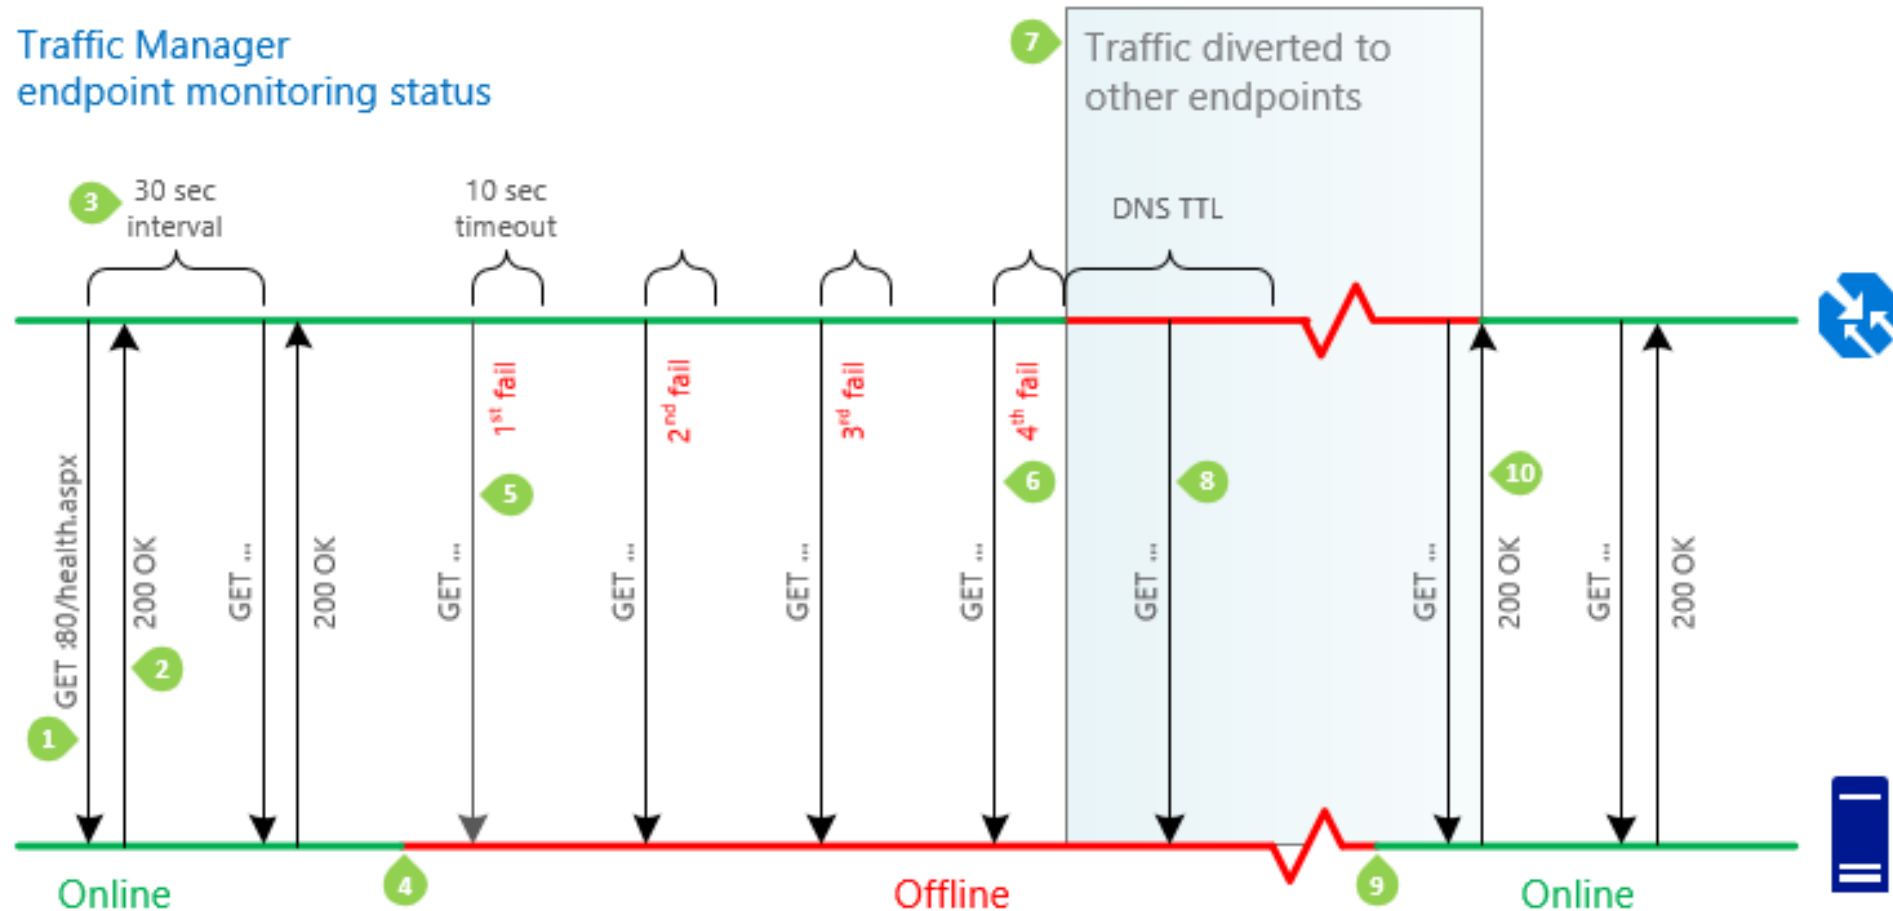 Traffic Manager
endpoint monitoring status
7
Traffic diverted to
other endpoints
3
30 sec
interval
10 sec
timeout
DNS TTL
GET :80/health.aspx
200 OK
GET ...
200 OK
GET ...
1st fail
GET ...
2nd fail
GET ...
3rd fail
GET ...
4th fail
GET ...
GET ...
200 OK
GET ...
200 OK
5
6
8
10
2
1
4
9
Online
Offline
Online